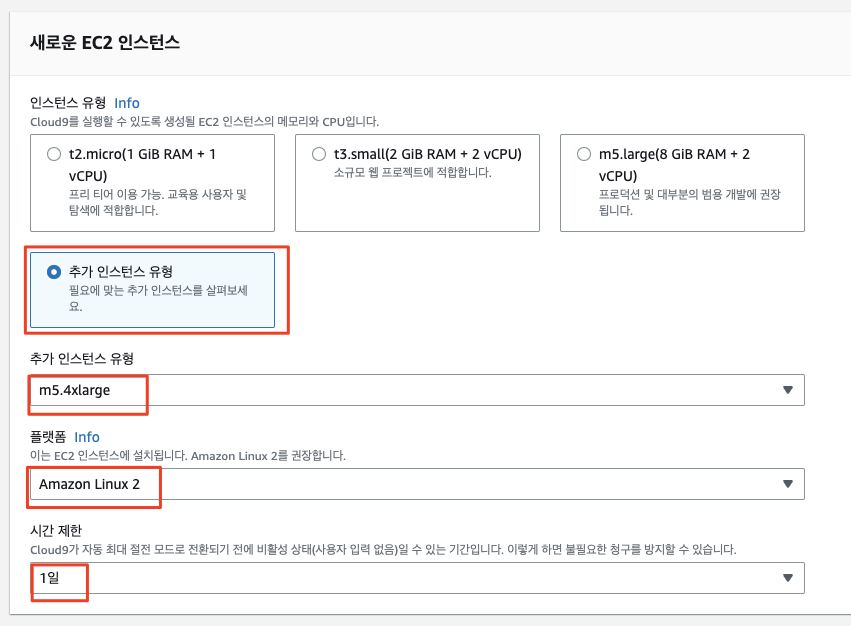 새로운 EC2 인스턴스
인스턴스 유형 Info
Cloud9를 실행할 수 있도록 생성될 EC2 인스턴스의 메모리와 CPU입니다.
t2.micro(1 GiB RAM + 1
vCPU)
프리 티어 이용 가능. 교육용 사용자 및
탐색에 적합합니다.
t3.small(2 GiB RAM + 2 vCPU)
소규모 웹 프로젝트에 적합합니다.
m5.large(8 GiB RAM + 2
vCPU)
프로덕션 및 대부분의 범용 개발에 권장
됩니다.
추가 인스턴스 유형
필요에 맞는 추가 인스턴스를 살펴보세
요.
추가 인스턴스 유형
m5.4xlarge
플랫폼 Info
이는 EC2 인스턴스에 설치됩니다. Amazon Linux 2를 권장합니다.
Amazon Linux 2
시간 제한
Cloud9가 자동 최대 절전 모드로 전환되기 전에 비활성 상태(사용자 입력 없음)일 수 있는 기간입니다. 이렇게 하면 불필요한 청구를 방지할 수 있습니다.
1일